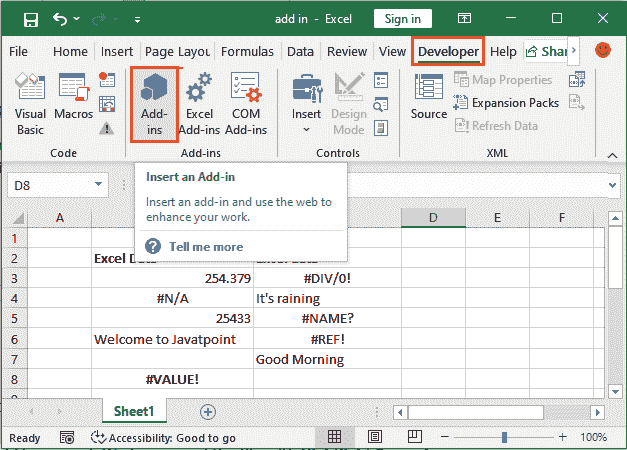 add in - Excel
Sign in
File Home Insert Page Layou Formulas Data Review View Developer Help Shar
Visual Basic
Macros
Add-ins
Excel Add-ins
COM Add-ins
Insert
Design Mode
Source
Map Properties
Expansion Packs
Refresh Data
Code Add-ins Controls XML
D8
Insert an Add-in
Insert an add-in and use the web to
enhance your work.
? Tell me more
A D E F
1
2 Excel Da
3 254.379 #DIV/0!
4 #N/A It's raining
5 25433 #NAME?
6 Welcome to Javatpoint #REF!
7 Good Morning
8 #VALUE!
Sheet1
Ready Accessibility: Good to go 100%